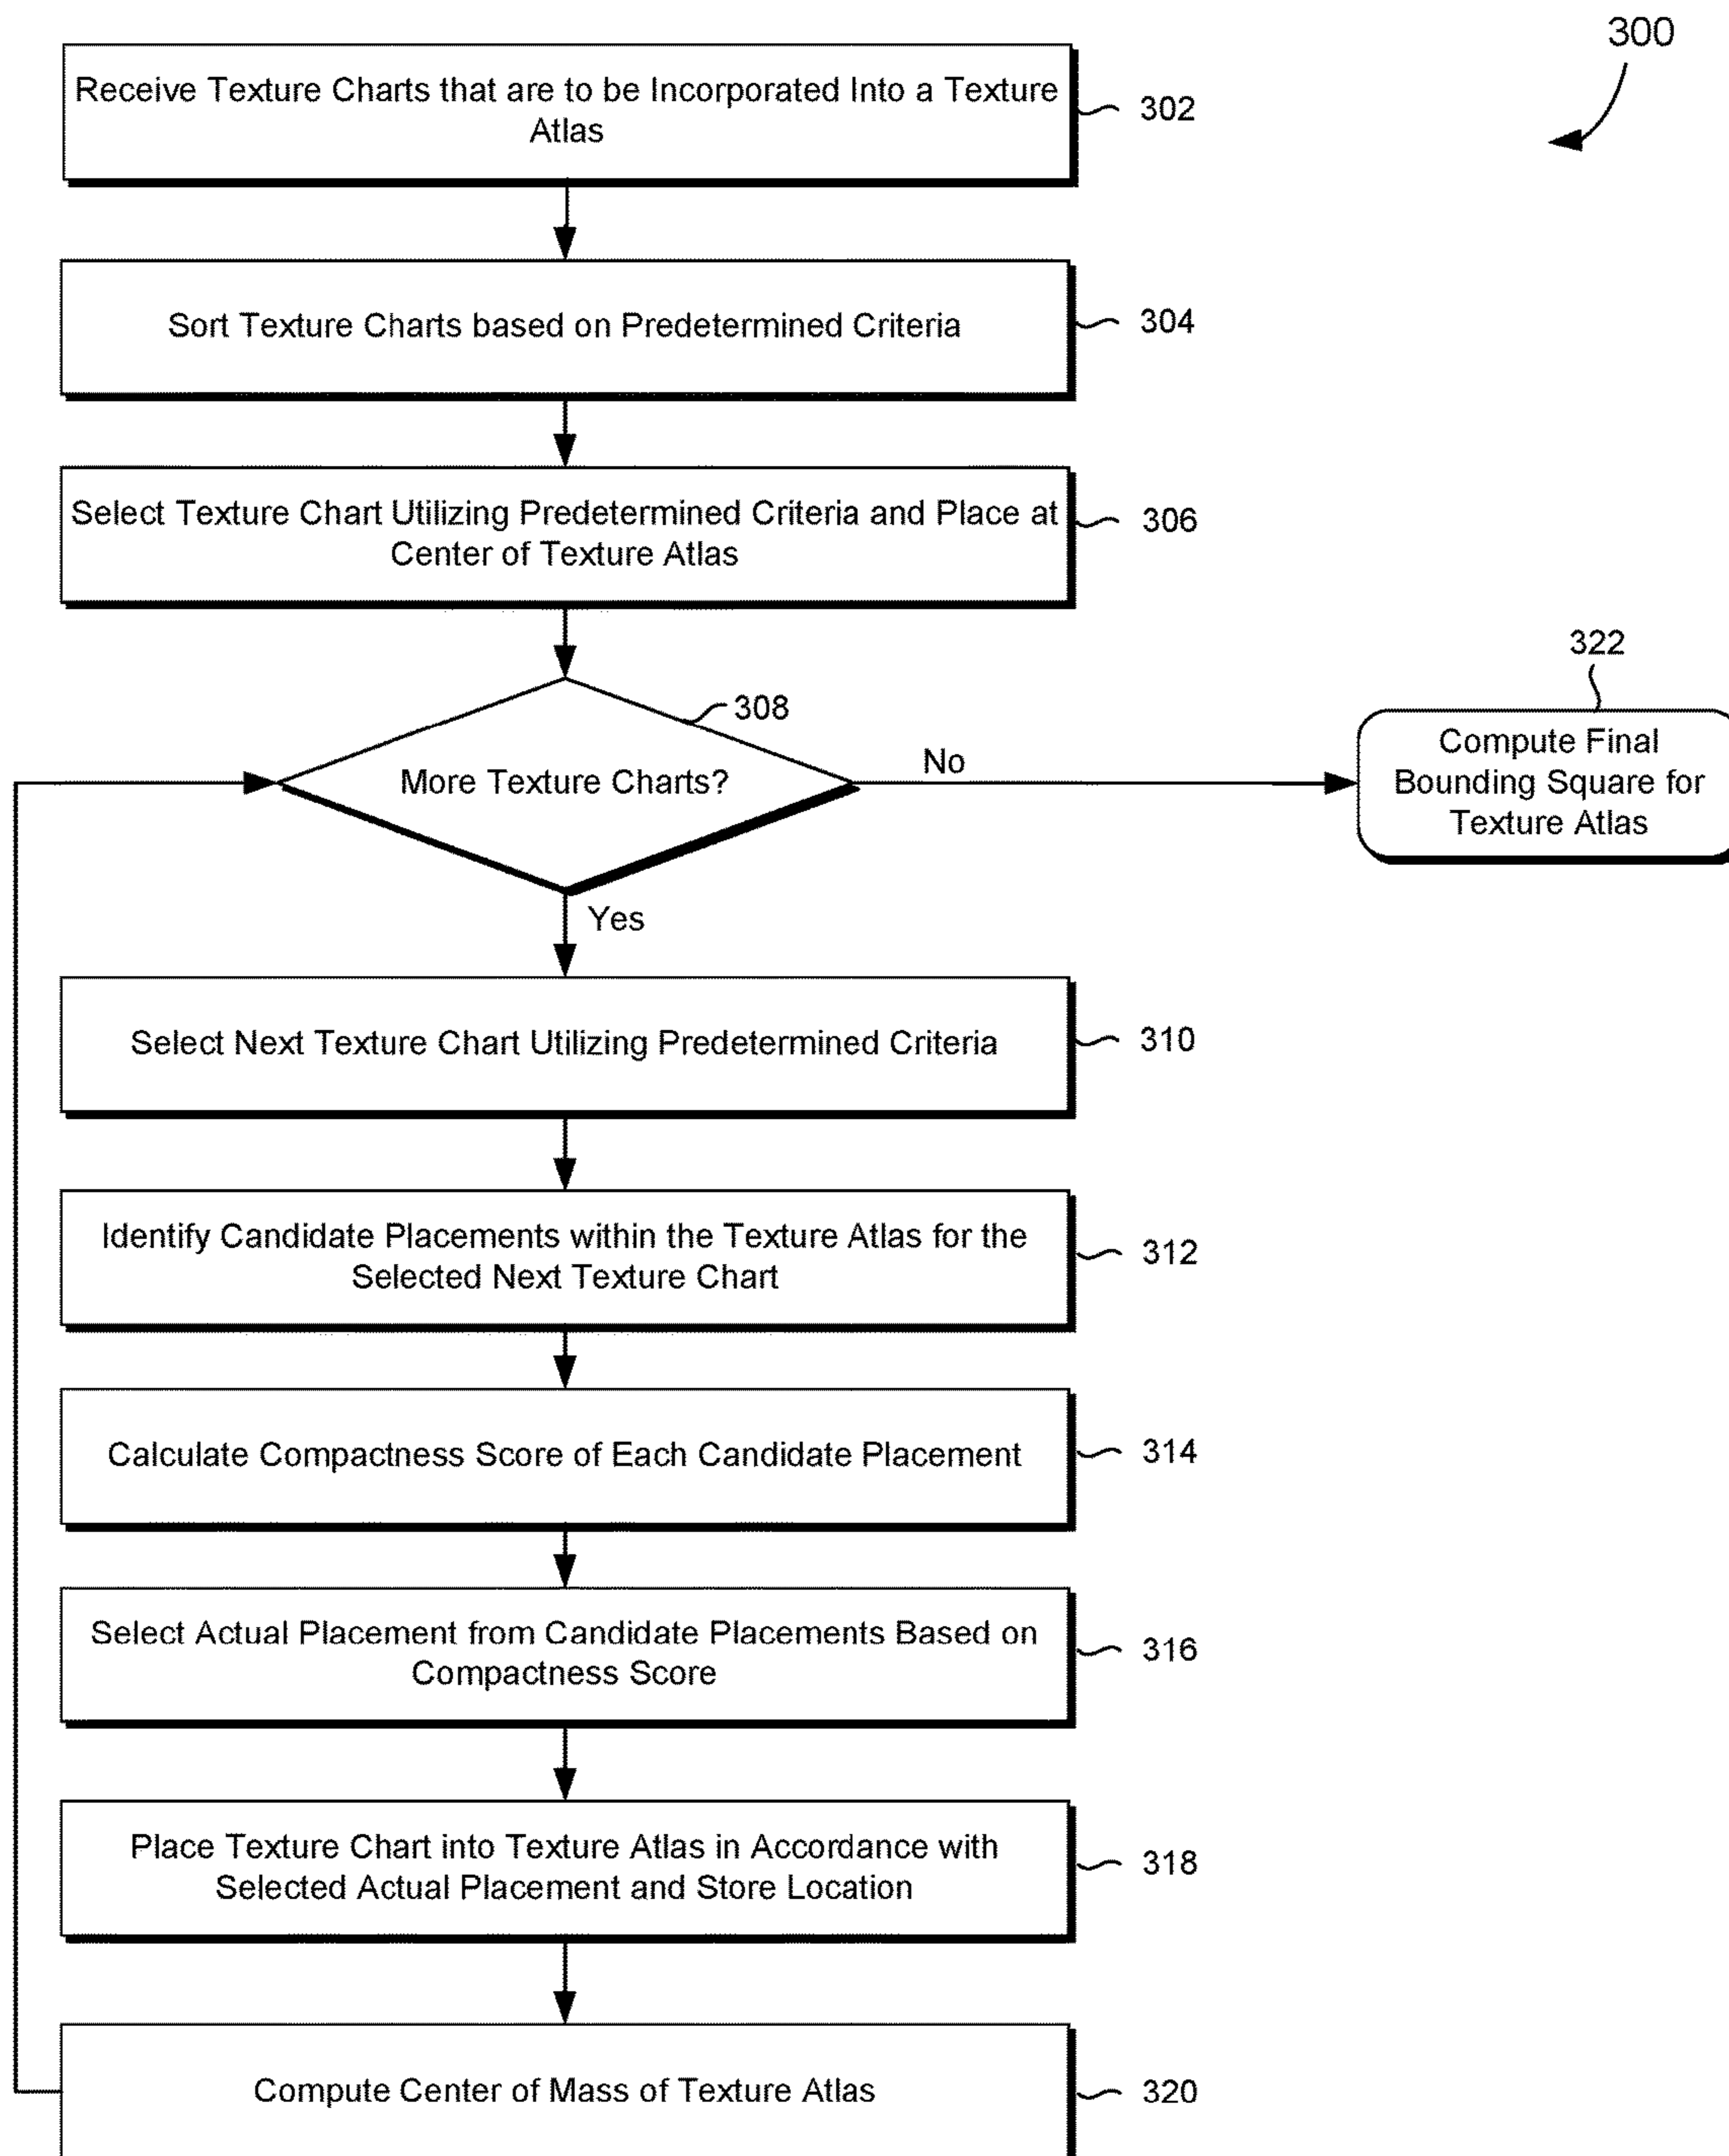 300
Receive Texture Charts that are to be Incorporated Into a Texture
Atlas
302
Sort Texture Charts based on Predetermined Criteria
304
Select Texture Chart Utilizing Predetermined Criteria and Place at
Center of Texture Atlas
306
308
More Texture Charts?
No
322
Compute Final
Bounding Square for
Texture Atlas
Yes
Select Next Texture Chart Utilizing Predetermined Criteria
310
Identify Candidate Placements within the Texture Atlas for the
Selected Next Texture Chart
312
Calculate Compactness Score of Each Candidate Placement
314
Select Actual Placement from Candidate Placements Based on
Compactness Score
316
Place Texture Chart into Texture Atlas in Accordance with
Selected Actual Placement and Store Location
318
Compute Center of Mass of Texture Atlas
320